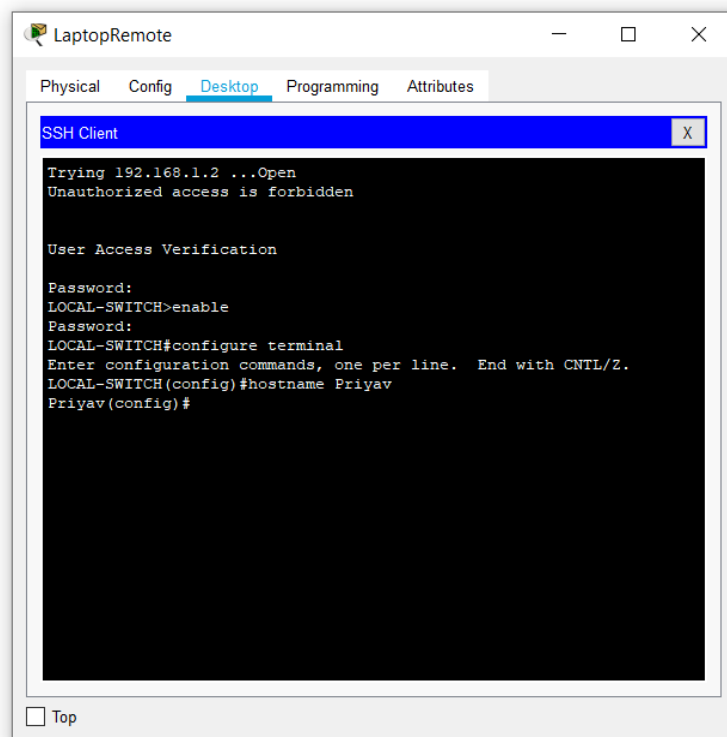 LaptopRemote
Physical Config Desktop Programming Attributes
SSH Client X
Trying 192.168.1.2 ...Open
Unauthorized access is forbidden
User Access Verification
Password:
LOCAL-SWITCH>enable
Password:
LOCAL-SWITCH#configure terminal
Enter configuration commands, one per line.  End with CNTL/Z.
LOCAL-SWITCH(config)#hostname Priyav
Priyav(config)#
Top